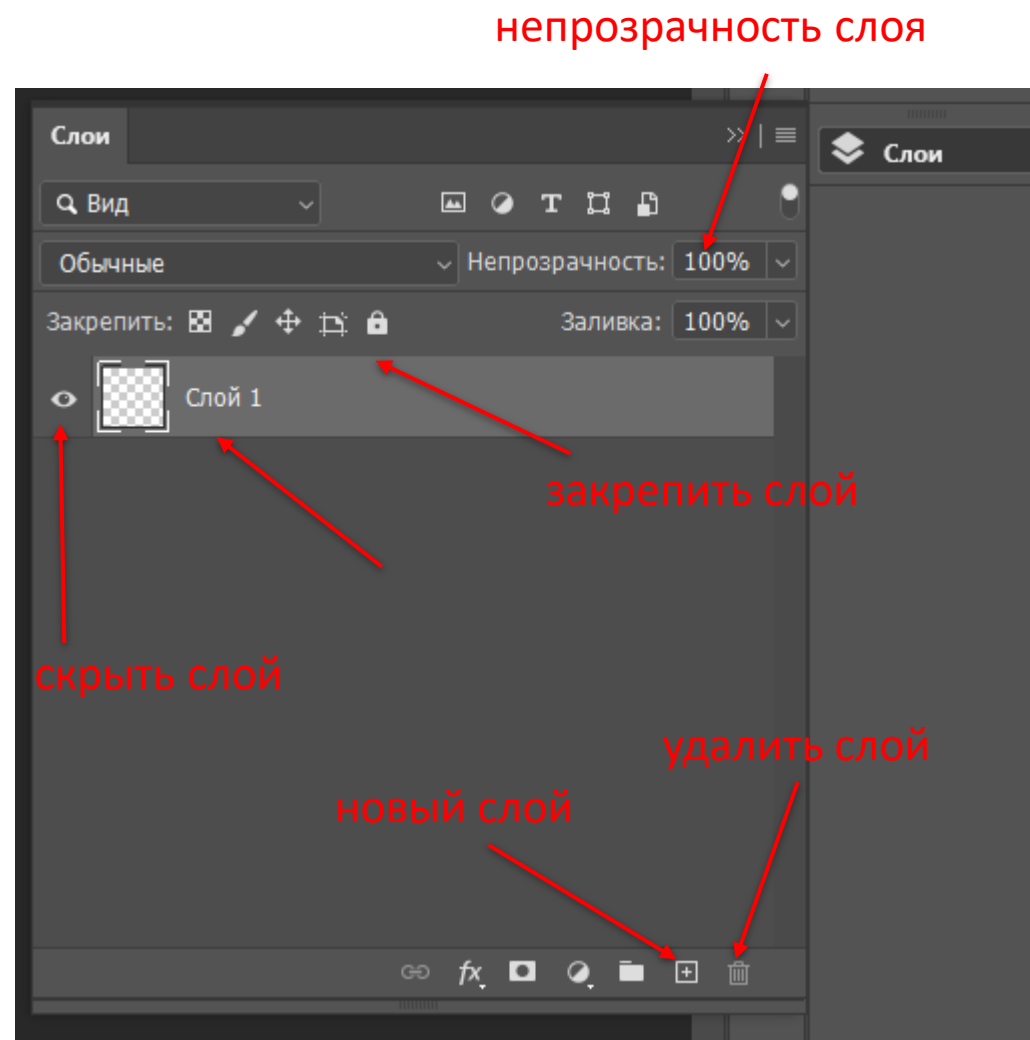 непрозрачность слоя
Слои
Слои
Вид
T
Обычные
Непрозрачность: 100%
Закрепить:
Заливка: 100%
Слой 1
закрепить слой
скрыть слой
удалить слой
новый слой
fx